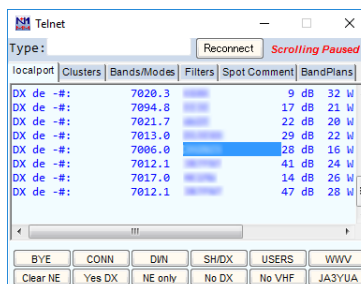 Telnet
Type: Reconnect Scrolling Paused
localport Clusters Bands/Modes Filters Spot Comment BandPlans
DX de -#: 7020.3 9 dB 32 W
DX de -#: 7094.8 17 dB 21 W
DX de -#: 7021.7 22 dB 20 W
DX de -#: 7013.0 29 dB 22 W
DX de -#: 7006.0 28 dB 16 W
DX de -#: 7012.1 41 dB 24 W
DX de -#: 7017.0 14 dB 26 W
DX de -#: 7012.1 47 dB 28 W
BYE CONN DI/N SH/DX USERS WWV
Clear NE Yes DX NE only No DX No VHF JA3YUA